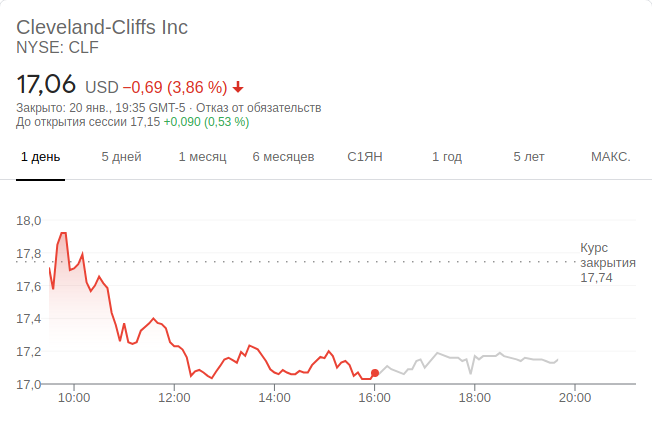 Cleveland-Cliffs Inc
NYSE: CLF
17,06 USD −0,69 (3,86 %)
Закрыто: 20 янв., 19:35 GMT-5 · Отказ от обязательств
До открытия сессии 17,15 +0,090 (0,53 %)
1 день 5 дней 1 месяц 6 месяцев С1ЯН 1 год 5 лет МАКС.
18,0
17,8
17,6
17,4
17,2
17,0
Курс
закрытия
17,74
10:00 12:00 14:00 16:00 18:00 20:00